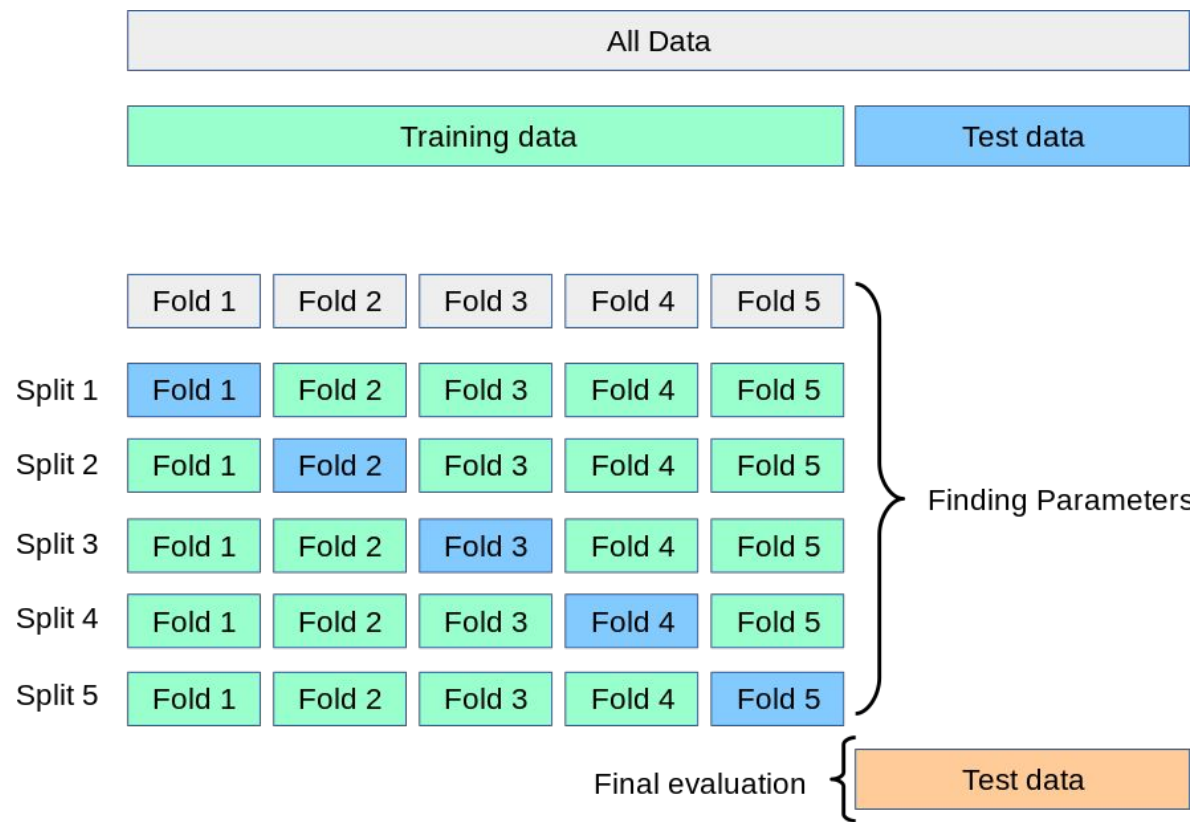 All Data
Training data Test data
Fold 1 Fold 2 Fold 3 Fold 4 Fold 5
Split 1 Fold 1 Fold 2 Fold 3 Fold 4 Fold 5
Split 2 Fold 1 Fold 2 Fold 3 Fold 4 Fold 5
Finding Parameters
Split 3 Fold 1 Fold 2 Fold 3 Fold 4 Fold 5
Split 4 Fold 1 Fold 2 Fold 3 Fold 4 Fold 5
Split 5 Fold 1 Fold 2 Fold 3 Fold 4 Fold 5
Final evaluation Test data